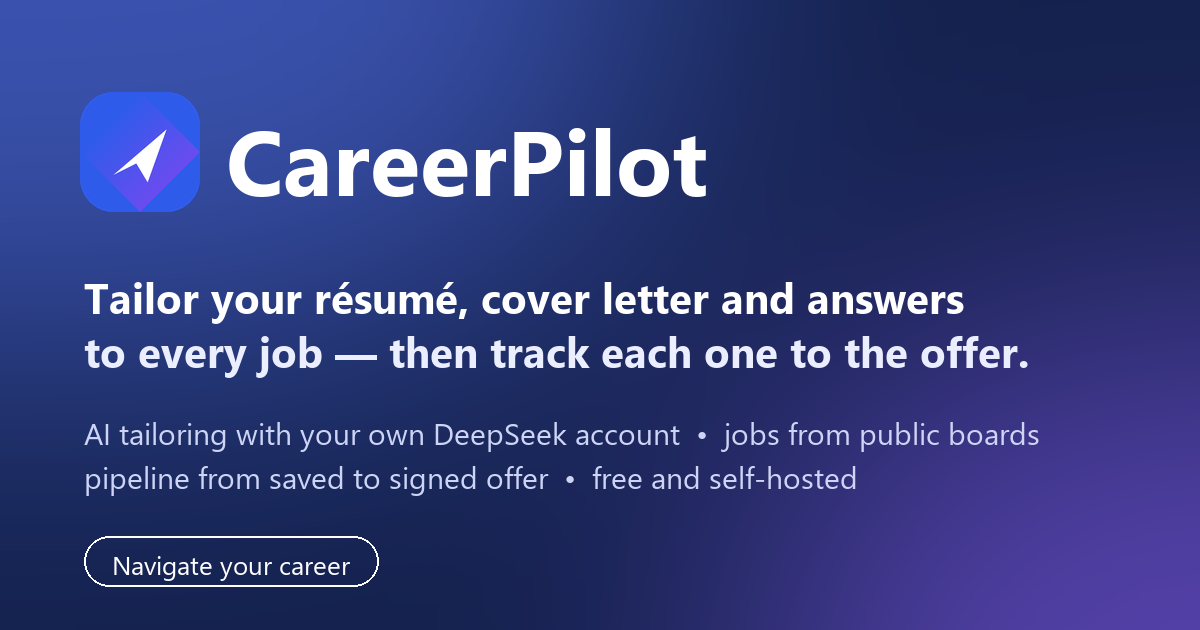 CareerPilot
Tailor your résumé, cover letter and answers
to every job — then track each one to the offer.
AI tailoring with your own DeepSeek account • jobs from public boards
pipeline from saved to signed offer • free and self-hosted
Navigate your career